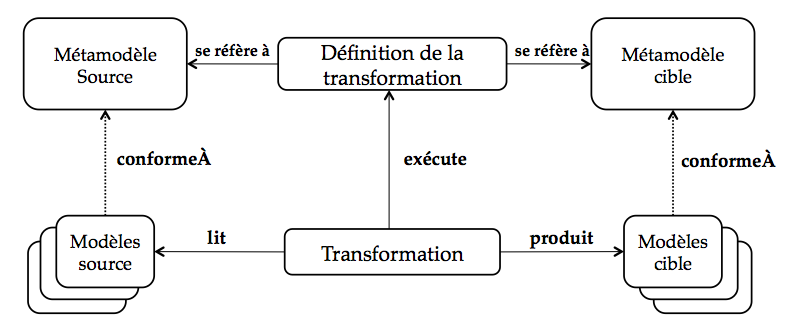 Métamodèle
Source
se réfère à
Définition de la
transformation
se réfère à
Métamodèle
cible
conformeÀ
exécute
conformeÀ
Modèles
source
lit
Transformation
produit
Modèles
cible